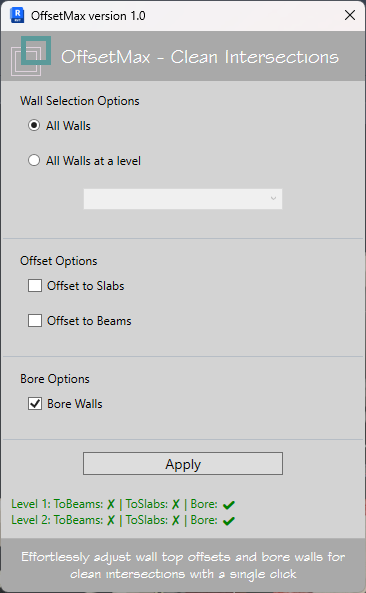 OffsetMax version 1.0
OffsetMax - Clean Intersections
Wall Selection Options
All Walls
All Walls at a level
Offset Options
Offset to Slabs
Offset to Beams
Bore Options
Bore Walls
Apply
Level 1: ToBeams: ✗ | ToSlabs: ✗ | Bore: ✔
Level 2: ToBeams: ✗ | ToSlabs: ✗ | Bore: ✔
Effortlessly adjust wall top offsets and bore walls for
clean intersections with a single click